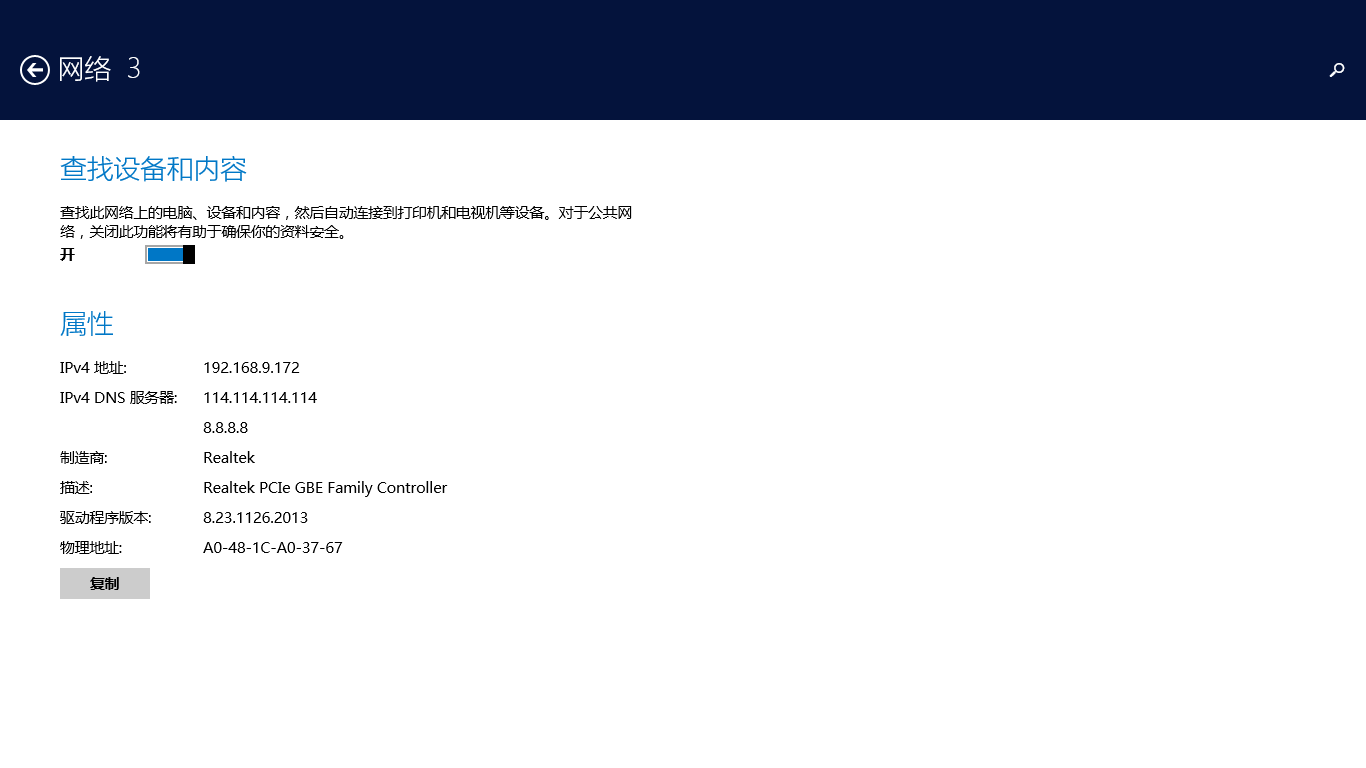 网络 3
查找设备和内容
查找此网络上的电脑、设备和内容，然后自动连接到打印机和电视机等设备。对于公共网
络，关闭此功能将有助于确保你的资料安全。
开
属性
IPv4 地址: 192.168.9.172
IPv4 DNS 服务器: 114.114.114.114
8.8.8.8
制造商: Realtek
描述: Realtek PCIe GBE Family Controller
驱动程序版本: 8.23.1126.2013
物理地址: A0-48-1C-A0-37-67
复制